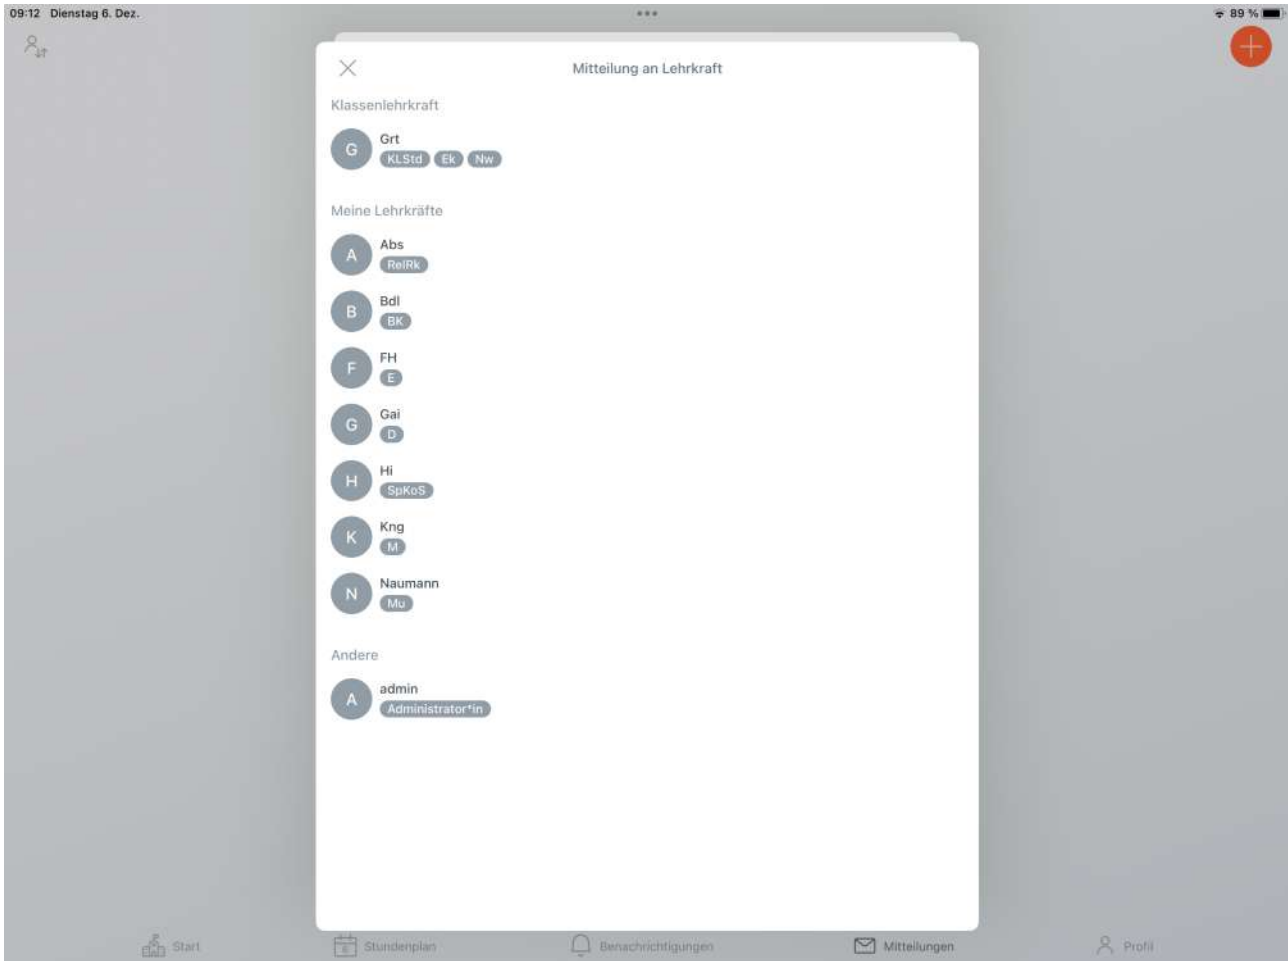 09:12 Dienstag 6. Dez.
89 %
Mitteilung an Lehrkraft
Klassenlehrkraft
G
Grt
KLStd Ek Nw
Meine Lehrkräfte
A
Abs
RelRk
B
Bdl
BK
F
FH
E
G
Gai
D
H
Hi
SpKoS
K
Kng
M
N
Naumann
Mu
Andere
A
admin
Administrator*in
Start
6
Stundenplan
Benachrichtigungen
Mitteilungen
Profil